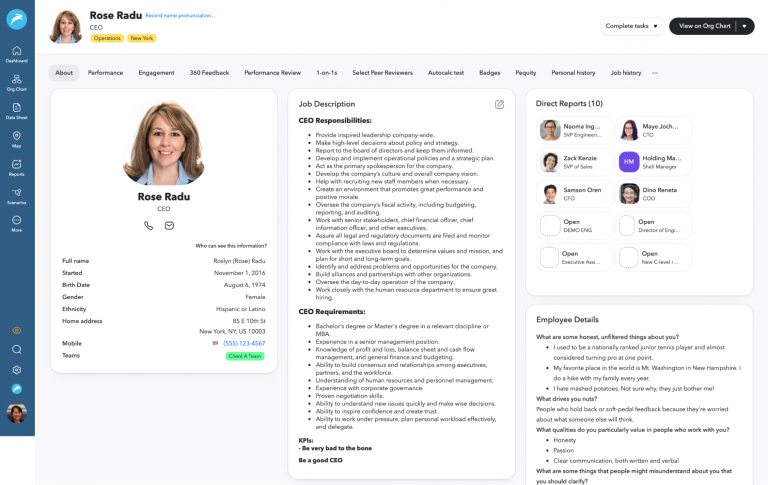 Rose Radu Record name pronunciation...
CEO
Operations New York
Complete tasks
View on Org Chart
Dashboard
Org Chart
Data Sheet
Map
Reports
Scenarios
More
About Performance Engagement 360 Feedback Performance Review 1-on-1s Select Peer Reviewers Autocalc test Badges Pequity Personal history Job history ...
Rose Radu
CEO
Who can see this information?
Full name Roslyn (Rose) Radu
Started November 1, 2016
Birth Date August 6, 1974
Gender Female
Ethnicity Hispanic or Latino
Home address 85 E 10th St
New York, NY, US 10003
Mobile (555) 123-4567
Teams Client A Team
Job Description
CEO Responsibilities:
• Provide inspired leadership company-wide.
• Make high-level decisions about policy and strategy.
• Report to the board of directors and keep them informed.
• Develop and implement operational policies and a strategic plan.
• Act as the primary spokesperson for the company.
• Develop the company's culture and overall company vision.
• Help with recruiting new staff members when necessary.
• Create an environment that promotes great performance and
positive morale.
• Oversee the company's fiscal activity, including budgeting,
reporting, and auditing.
• Work with senior stakeholders, chief financial officer, chief
information officer, and other executives.
• Assure all legal and regulatory documents are filed and monitor
compliance with laws and regulations.
• Work with the executive board to determine values and mission, and
plan for short and long-term goals.
• Identify and address problems and opportunities for the company.
• Build alliances and partnerships with other organizations.
• Oversee the day-to-day operation of the company.
• Work closely with the human resource department to ensure great
hiring.
CEO Requirements:
• Bachelor's degree or Master's degree in a relevant discipline or
MBA.
• Experience in a senior management position.
• Knowledge of profit and loss, balance sheet and cash flow
management, and general finance and budgeting.
• Ability to build consensus and relationships among executives,
partners, and the workforce.
• Understanding of human resources and personnel management.
• Experience with corporate governance.
• Proven negotiation skills.
• Ability to understand new issues quickly and make wise decisions.
• Ability to inspire confidence and create trust.
• Ability to work under pressure, plan personal workload effectively,
and delegate.
KPIs:
- Be very bad to the bone
Be a good CEO
Direct Reports (10)
Naoma Ing...
SVP Engineeri...
Maye Joch...
CTO
Zack Kenzie
SVP of Sales
HM
Holding Ma...
Shell Manager
Samson Oren
CFO
Dino Reneta
COO
Open
DEMO ENG
Open
Director of Engi...
Open
Executive Assi...
Open
New C-level r...
Employee Details
What are some honest, unfiltered things about you?
• I used to be a nationally ranked junior tennis player and almost
considered turning pro at one point.
• My favorite place in the world is Mt. Washington in New Hampshire. I
do a hike with my family every year.
• I hate mashed potatoes. Not sure why, they just bother me!
What drives you nuts?
People who hold back or soft-pedal feedback because they're worried
about what someone else will think.
What qualities do you particularly value in people who work with you?
• Honesty
• Passion
• Clear communication, both written and verbal
What are some things that people might misunderstand about you that
you should clarify?